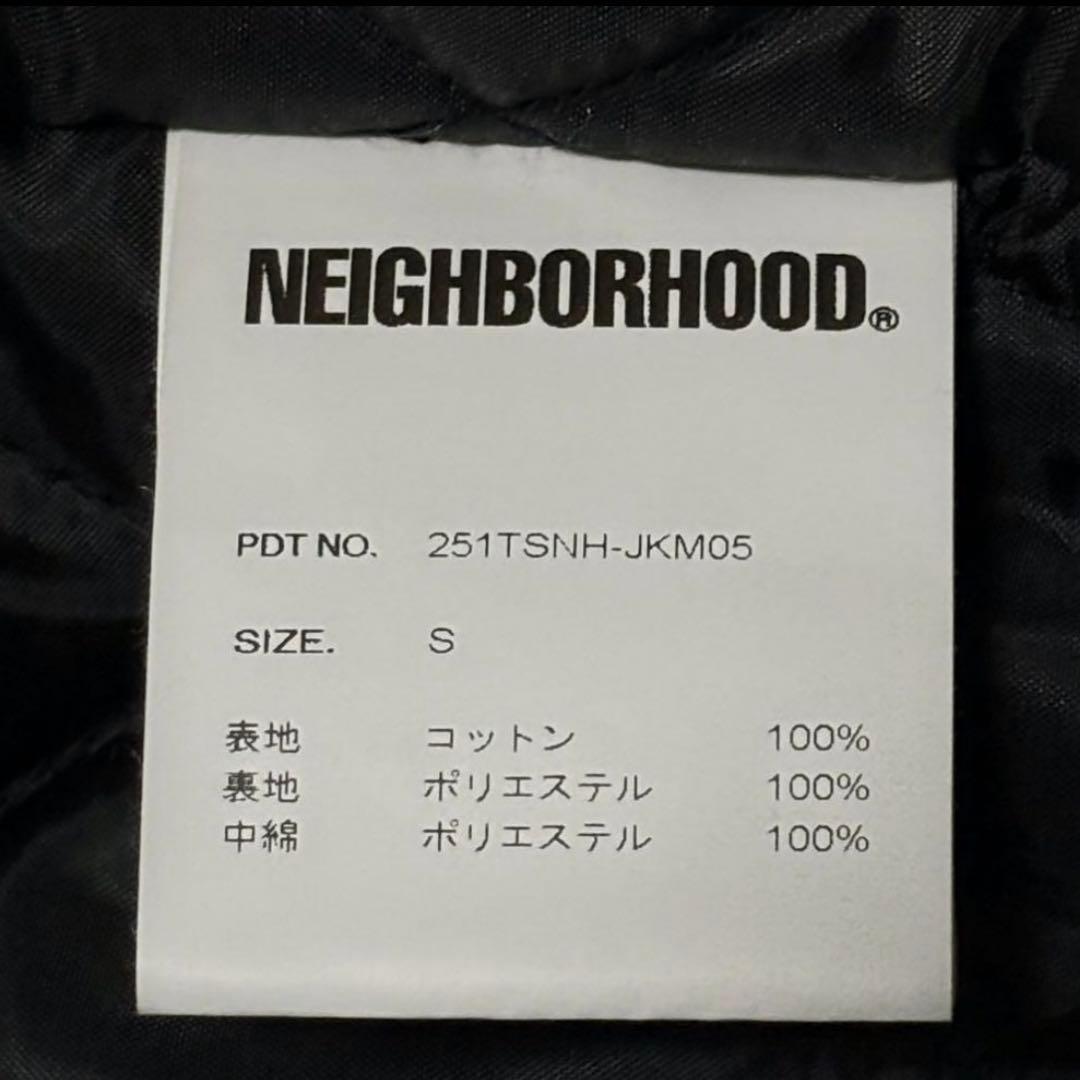 NEIGHBORHOOD®
PDT NO. 251TSNH-JKM05
SIZE. S
表地 コットン 100%
裏地 ポリエステル 100%
中綿 ポリエステル 100%